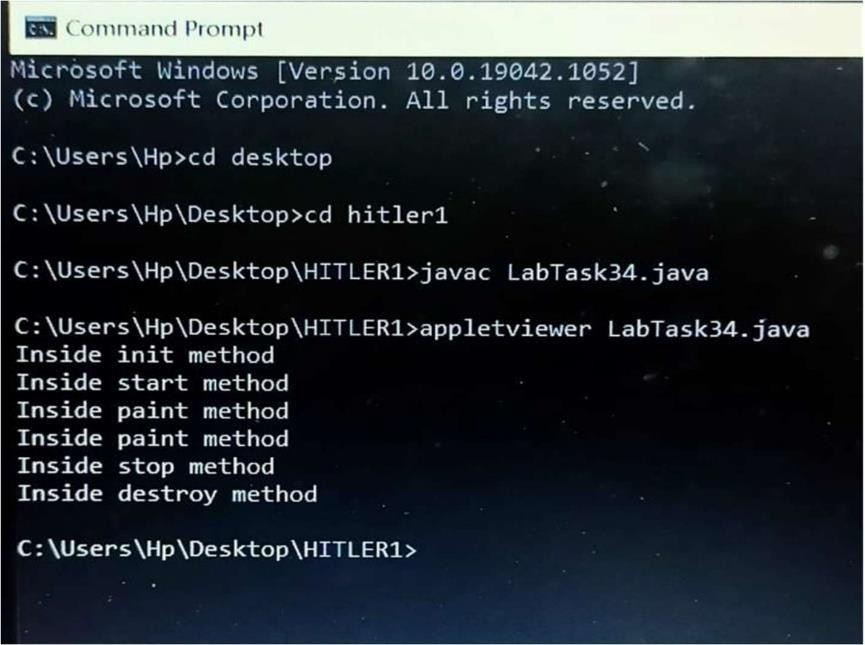 Command Prompt
Microsoft Windows [Version 10.0.19042.1052]
(c) Microsoft Corporation. All rights reserved.
C:\Users\Hp>cd desktop
C:\Users\Hp\Desktop>cd hitler1
C:\Users\Hp\Desktop\HITLER1>javac LabTask34.java
C:\Users\Hp\Desktop\HITLER1>appletviewer LabTask34.java
Inside init method
Inside start method
Inside paint method
Inside paint method
Inside stop method
Inside destroy method
C:\Users\Hp\Desktop\HITLER1>